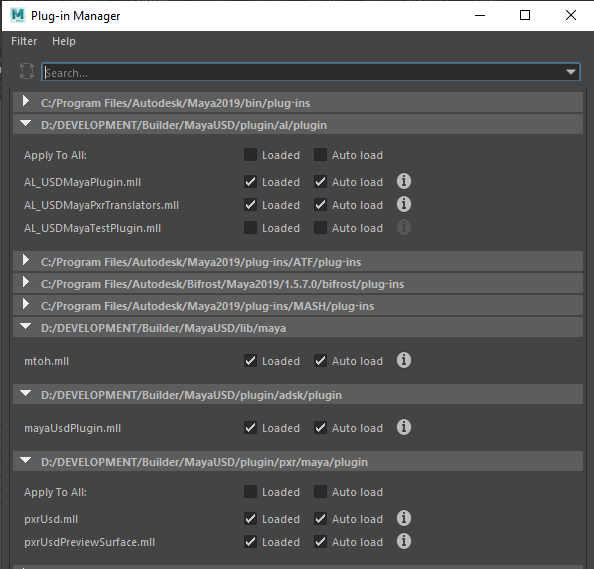 Plug-in Manager
Filter Help
Search...
C:/Program Files/Autodesk/Maya2019/bin/plug-ins
D:/DEVELOPMENT/Builder/MayaUSD/plugin/al/plugin
Apply To All: Loaded Auto load
AL_USDMayaPlugin.mll Loaded Auto load
AL_USDMayaPxrTranslators.mll Loaded Auto load
AL_USDMayaTestPlugin.mll Loaded Auto load
C:/Program Files/Autodesk/Maya2019/plug-ins/ATF/plug-ins
C:/Program Files/Autodesk/Bifrost/Maya2019/1.5.7.0/bifrost/plug-ins
C:/Program Files/Autodesk/Maya2019/plug-ins/MASH/plug-ins
D:/DEVELOPMENT/Builder/MayaUSD/lib/maya
mtoh.mll Loaded Auto load
D:/DEVELOPMENT/Builder/MayaUSD/plugin/adsk/plugin
mayaUsdPlugin.mll Loaded Auto load
D:/DEVELOPMENT/Builder/MayaUSD/plugin/pxr/maya/plugin
Apply To All: Loaded Auto load
pxrUsd.mll Loaded Auto load
pxrUsdPreviewSurface.mll Loaded Auto load